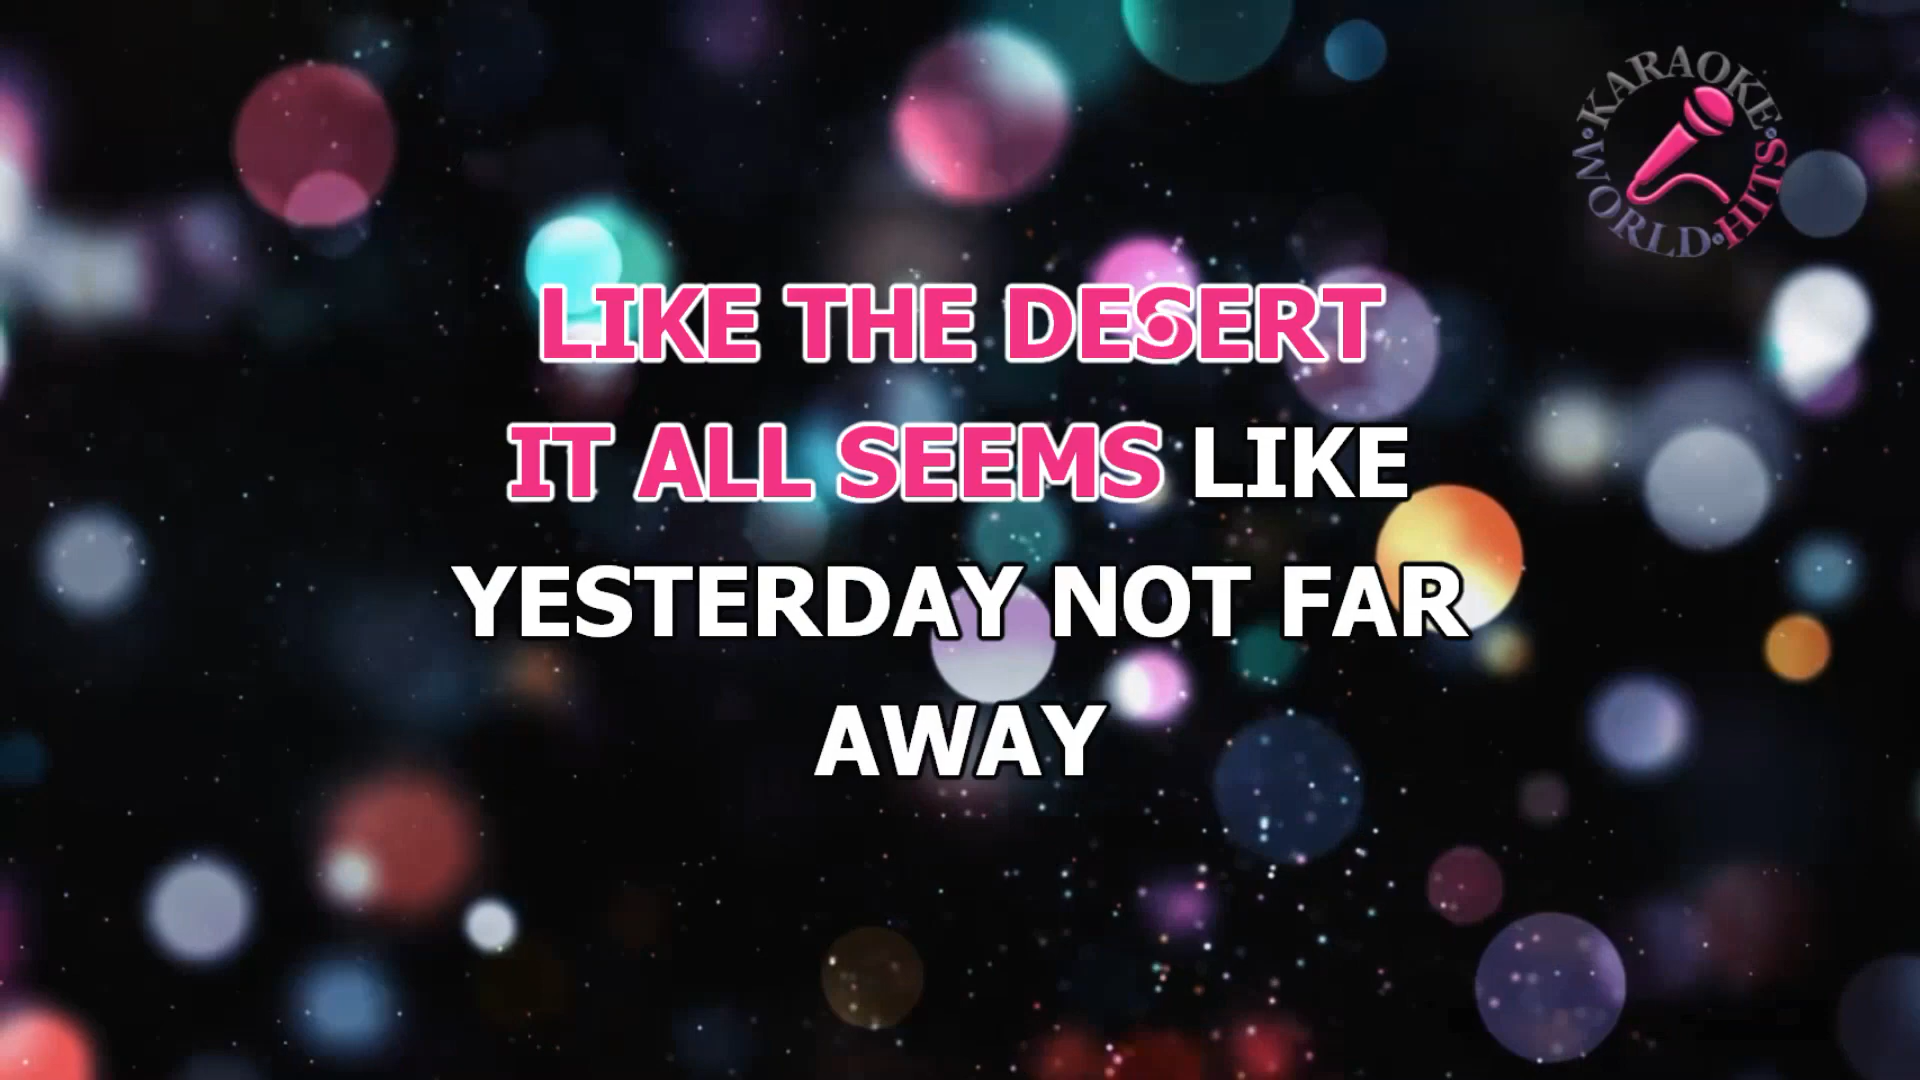 LIKE THE DESERT
IT ALL SEEMS LIKE
YESTERDAY NOT FAR
AWAY
KARAOKE
WORLD HITS